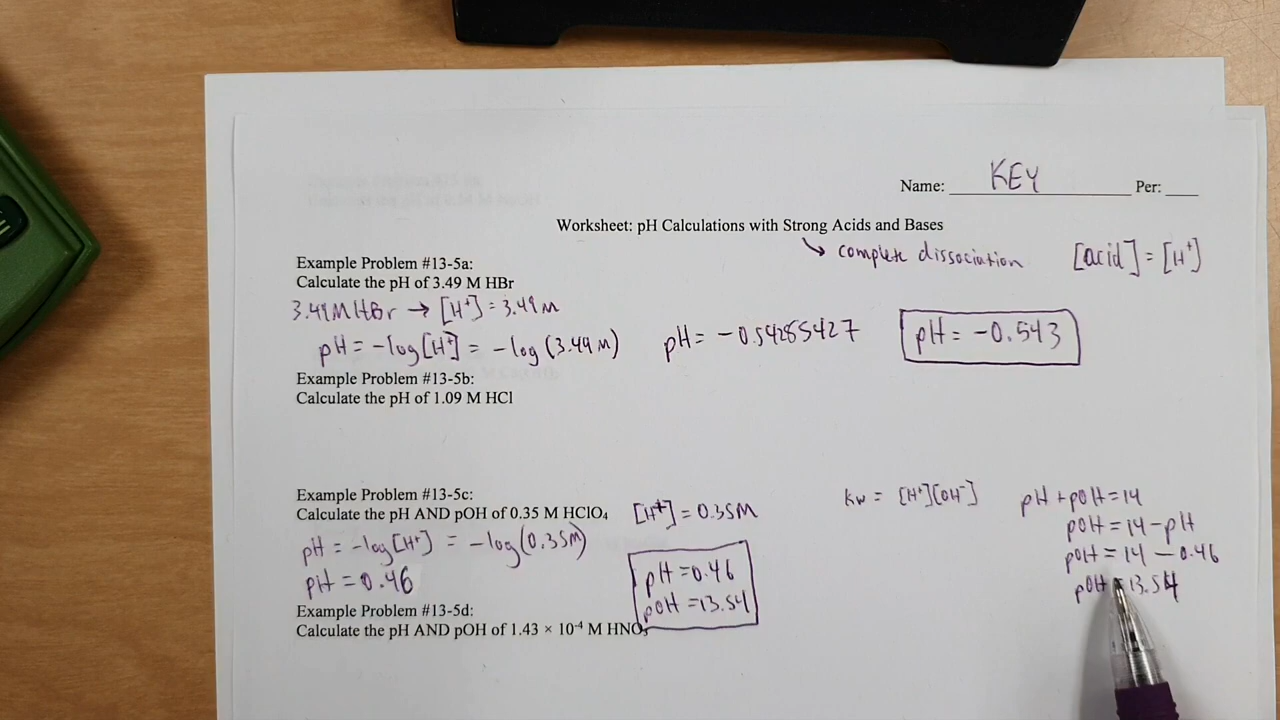 Name: KEY Per: ___
Worksheet: pH Calculations with Strong Acids and Bases
↳ complete dissociation [acid] = [H⁺]
Example Problem #13-5a:
Calculate the pH of 3.49 M HBr
3.49 M HBr → [H⁺] = 3.49 M
pH = -log[H⁺] = -log(3.49 M) pH = -0.54285427 pH = -0.543
Example Problem #13-5b:
Calculate the pH of 1.09 M HCl
Example Problem #13-5c:
Calculate the pH AND pOH of 0.35 M HClO₄ [H⁺] = 0.35 M
pH = -log[H⁺] = -log(0.35M)
pH = 0.46
pH = 0.46
pOH = 13.54
Kw = [H⁺][OH⁻]
pH + pOH = 14
pOH = 14 - pH
pOH = 14 - 0.46
pOH = 13.54
Example Problem #13-5d:
Calculate the pH AND pOH of 1.43 × 10⁻⁴ M HNO₃